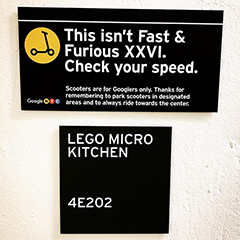 This isn't Fast &
Furious XXVI.
Check your speed.
Scooters are for Googlers only. Thanks for
remembering to park scooters in designated
areas and to always ride towards the center.
Google
LEGO MICRO
KITCHEN
4E202